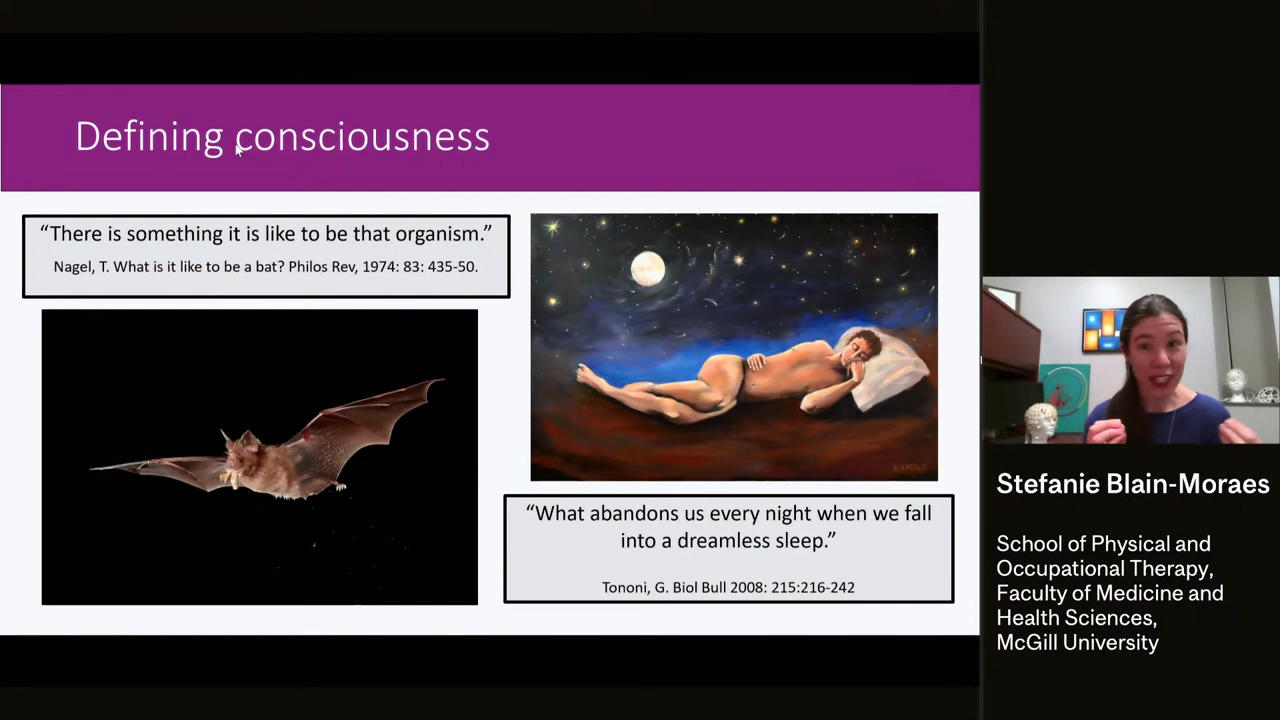 Defining consciousness
“There is something it is like to be that organism.”
Nagel, T. What is it like to be a bat? Philos Rev, 1974: 83: 435-50.
“What abandons us every night when we fall
into a dreamless sleep.”
Tononi, G. Biol Bull 2008: 215:216-242
Stefanie Blain-Moraes
School of Physical and
Occupational Therapy,
Faculty of Medicine and
Health Sciences,
McGill University